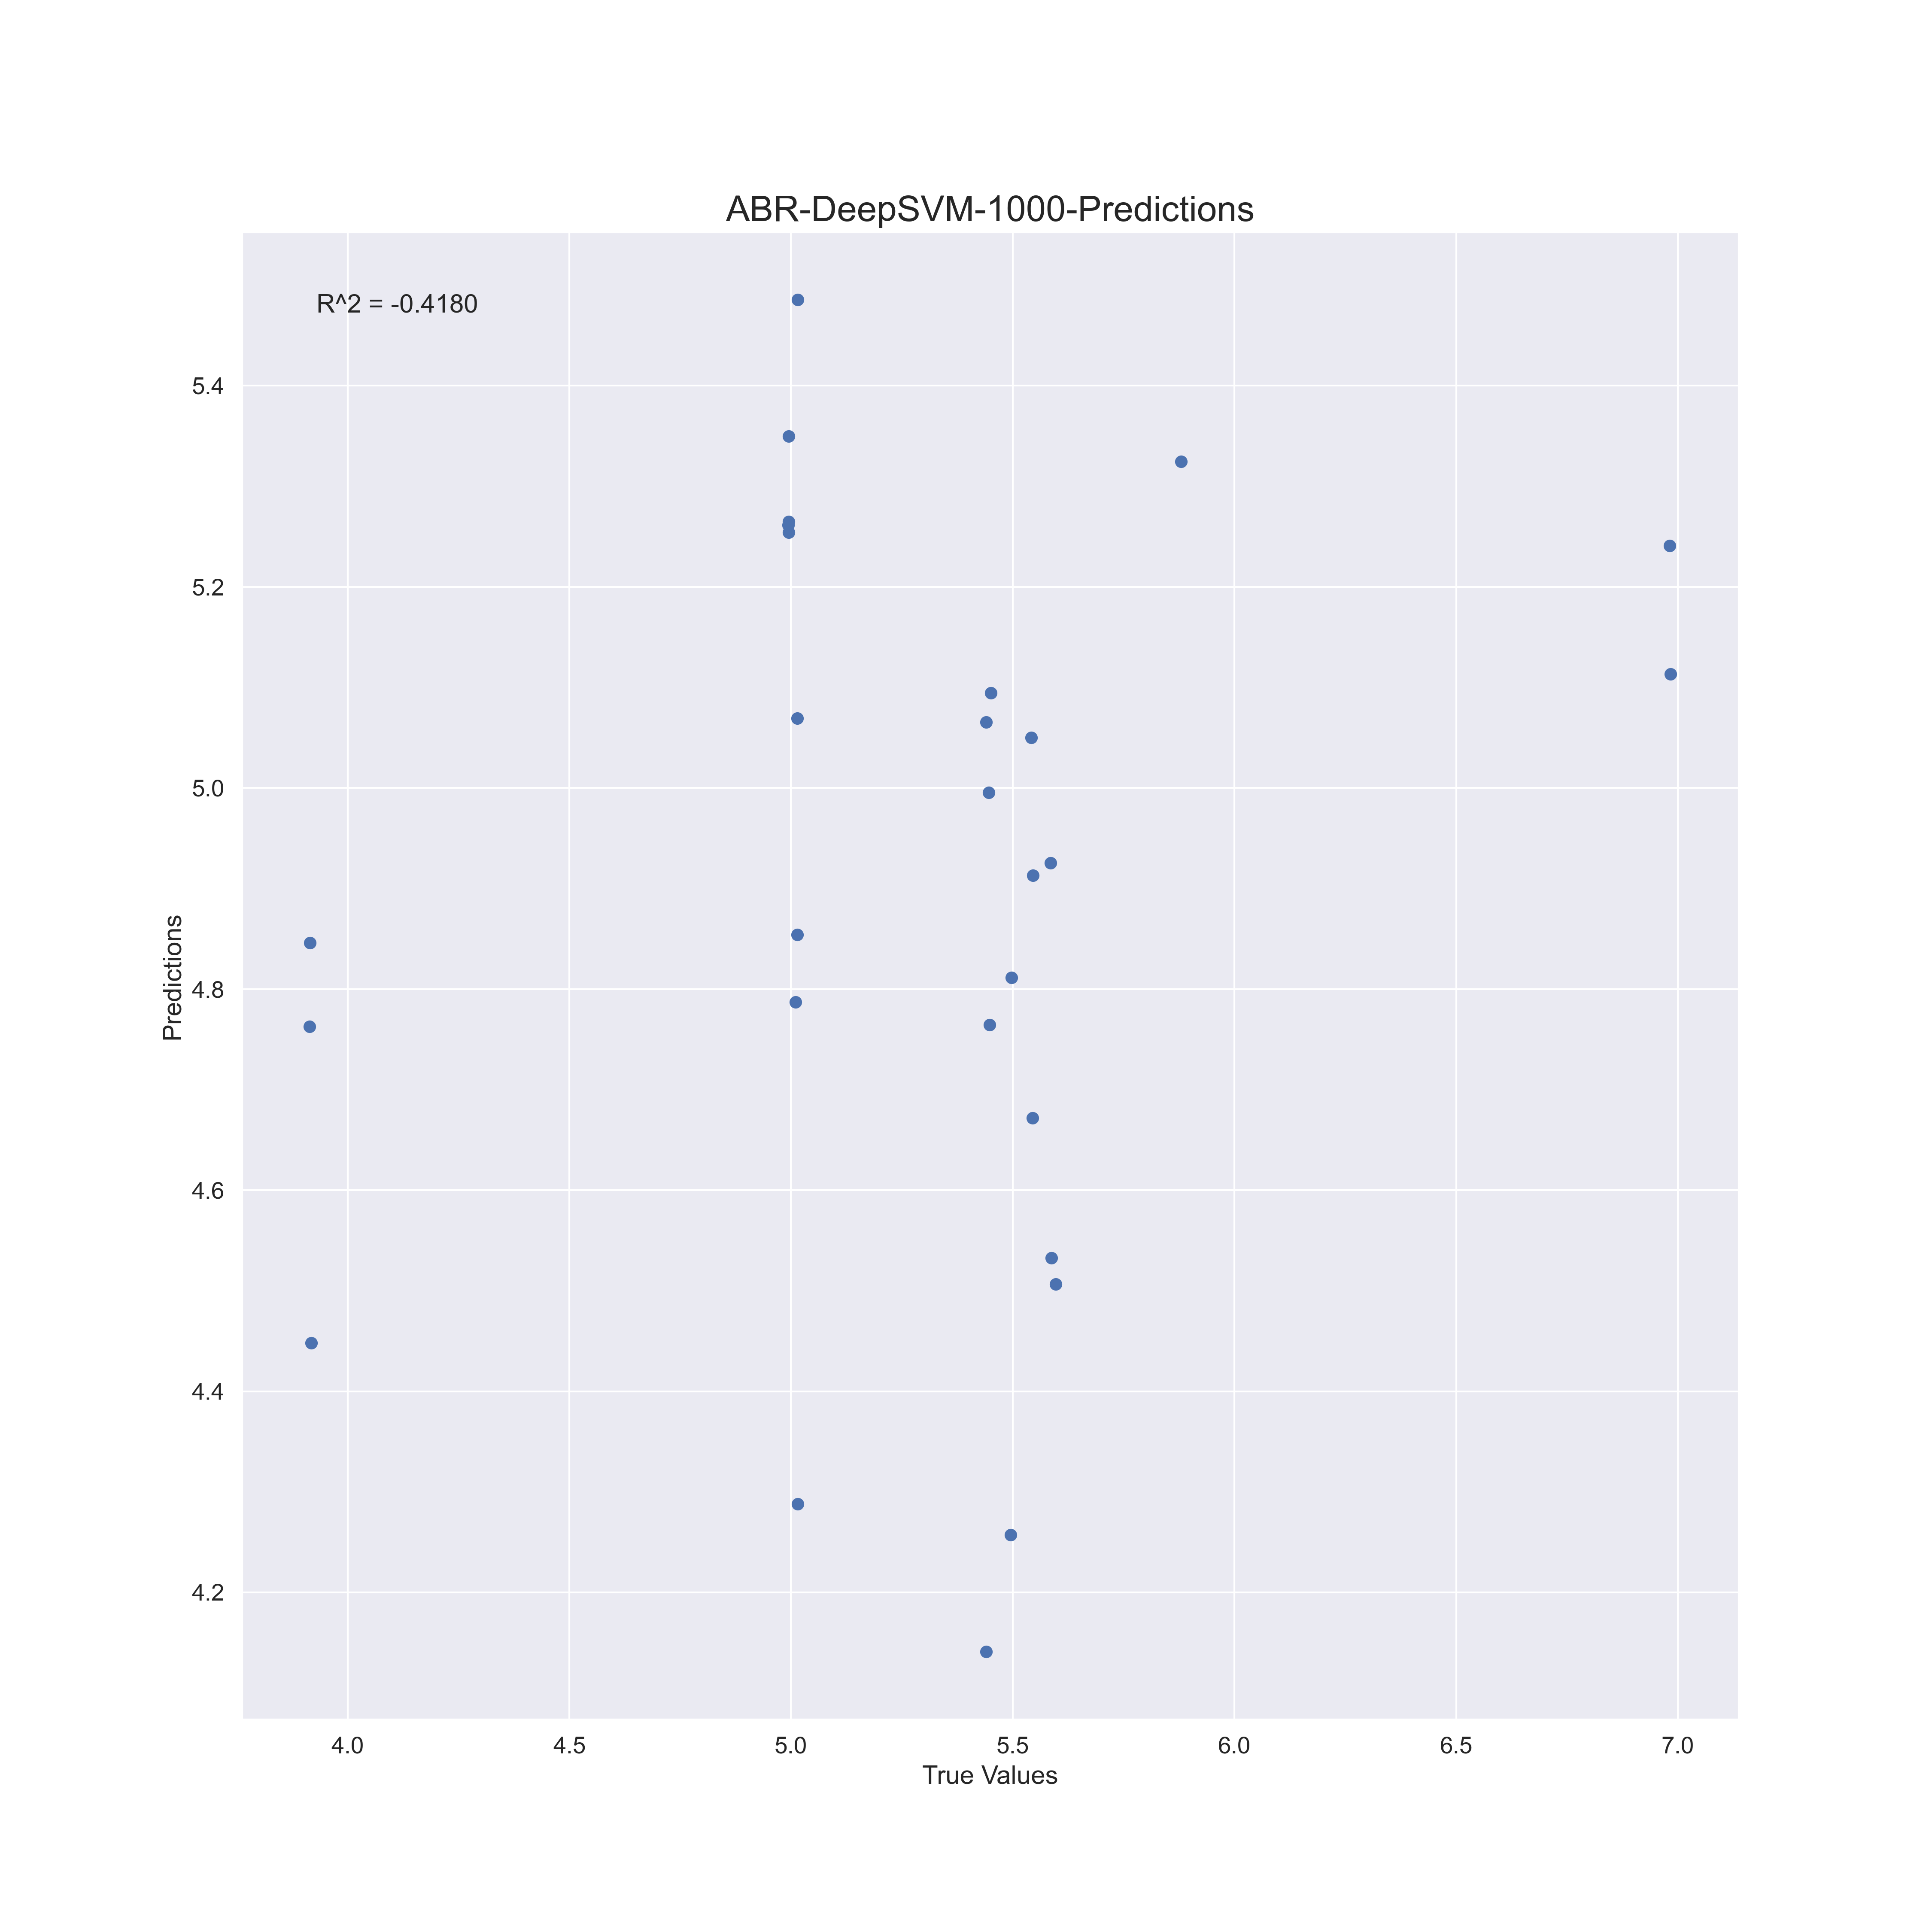 ABR-DeepSVM-1000-Predictions
R^2 = -0.4180
5.4
5.2
5.0
4.8
4.6
4.4
4.2
Predictions
4.0 4.5 5.0 5.5 6.0 6.5 7.0
True Values